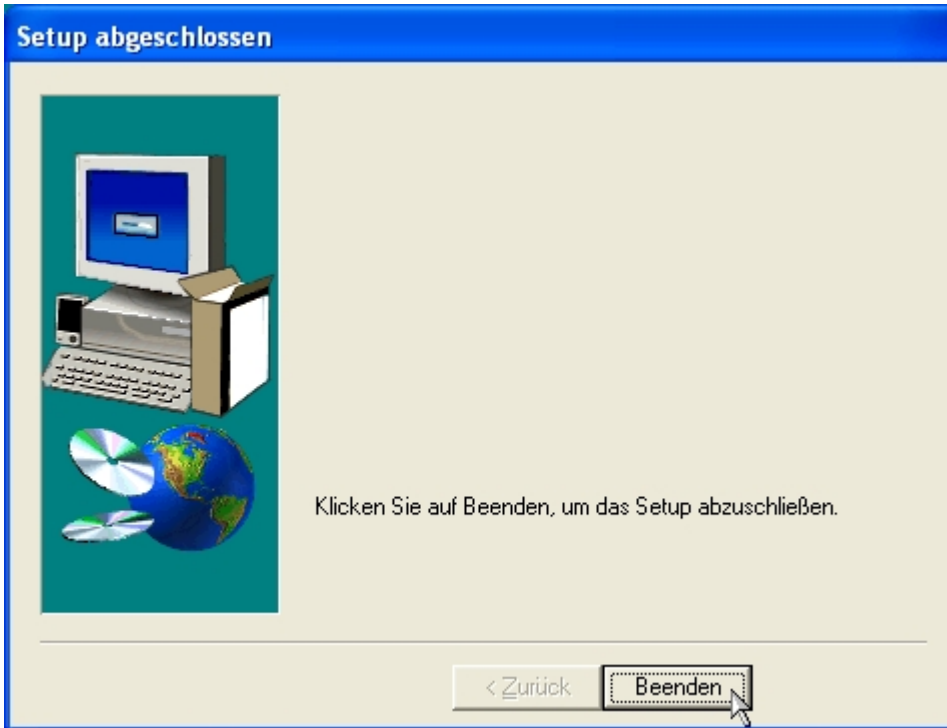 Setup abgeschlossen
Klicken Sie auf Beenden, um das Setup abzuschließen.
< Zurück
Beenden